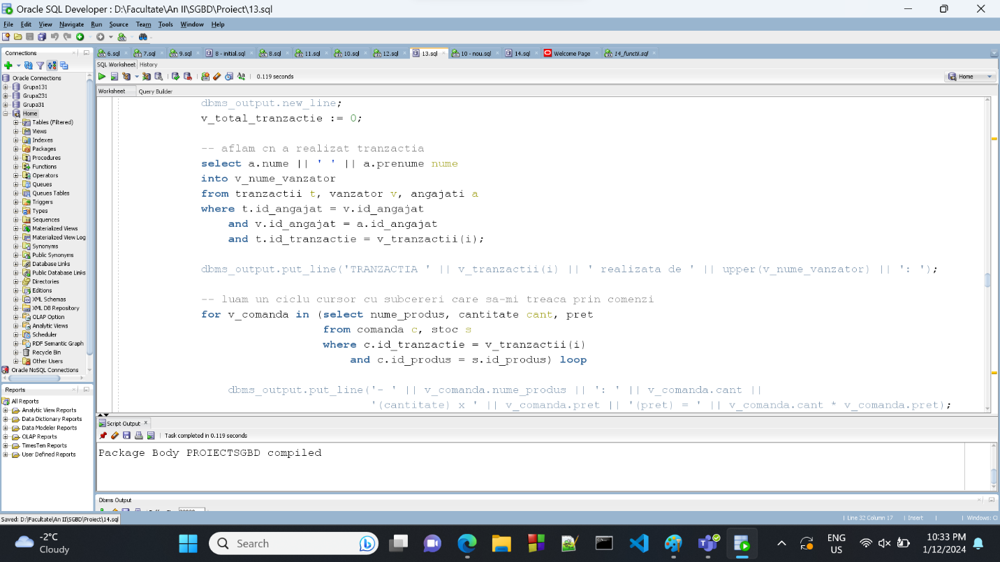 Oracle SQL Developer : D:\Facultate\An II\SGBD\Proiect\13.sql
File Edit View Navigate Run Source Team Tools Window Help
Connections
6.sql 7.sql 9.sql 8 - initial.sql 8.sql 11.sql 10.sql 12.sql 13.sql 10 - nou.sql 14.sql Welcome Page 14_functii.sql
SQL Worksheet History
0.119 seconds
Home
Worksheet Query Builder
Oracle Connections
Grupa131
Grupa231
Grupa31
Home
Tables (Filtered)
Views
Indexes
Packages
Procedures
Functions
Operators
Queues
Queues Tables
Triggers
Types
Sequences
Materialized Views
Materialized View Log
Synonyms
Public Synonyms
Database Links
Public Database Links
Directories
Editions
XML Schemas
XML DB Repository
OLAP Option
Analytic Views
Scheduler
RDF Semantic Graph
Recycle Bin
Other Users
Oracle NoSQL Connections
Reports
All Reports
Analytic View Reports
Data Dictionary Reports
Data Modeler Reports
OLAP Reports
TimesTen Reports
User Defined Reports
dbms_output.new_line;
v_total_tranzactie := 0;
-- aflam cn a realizat tranzactia
select a.nume || ' ' || a.prenume nume
into v_nume_vanzator
from tranzactii t, vanzator v, angajati a
where t.id_angajat = v.id_angajat
and v.id_angajat = a.id_angajat
and t.id_tranzactie = v_tranzactii(i);
dbms_output.put_line('TRANZACTIA ' || v_tranzactii(i) || ' realizata de ' || upper(v_nume_vanzator) || ': ');
-- luam un ciclu cursor cu subcereri care sa-mi treaca prin comenzi
for v_comanda in (select nume_produs, cantitate cant, pret
from comanda c, stoc s
where c.id_tranzactie = v_tranzactii(i)
and c.id_produs = s.id_produs) loop
dbms_output.put_line('- ' || v_comanda.nume_produs || ': ' || v_comanda.cant ||
'(cantitate) x ' || v_comanda.pret || '(pret) = ' || v_comanda.cant * v_comanda.pret);
Script Output
Task completed in 0.119 seconds
Package Body PROIECTSGBD compiled
Dbms Output
Saved: D:\Facultate\An II\SGBD\Proiect\14.sql
Line 32 Column 17 Insert Windows: Cl
-2°C
Cloudy
Search
ENG
US
10:33 PM
1/12/2024